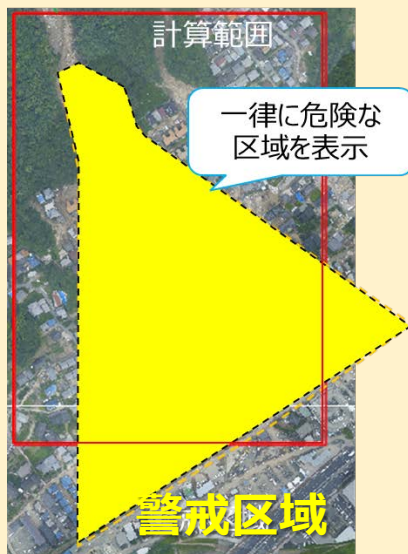 計算範囲
一律に危険な
区域を表示
警戒区域